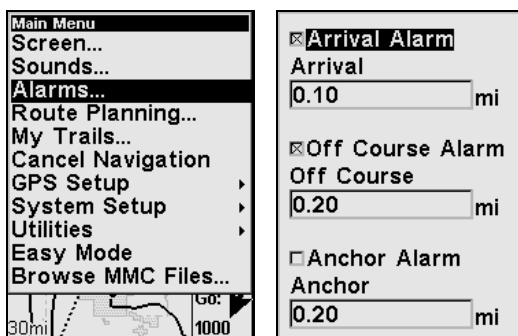 Main Menu
Screen...
Sounds...
Alarms...
Route Planning...
My Trails...
Cancel Navigation
GPS Setup
System Setup
Utilities
Easy Mode
Browse MMC Files...
30mi
Go:
1000
Arrival Alarm
Arrival
0.10 mi
Off Course Alarm
Off Course
0.20 mi
Anchor Alarm
Anchor
0.20 mi